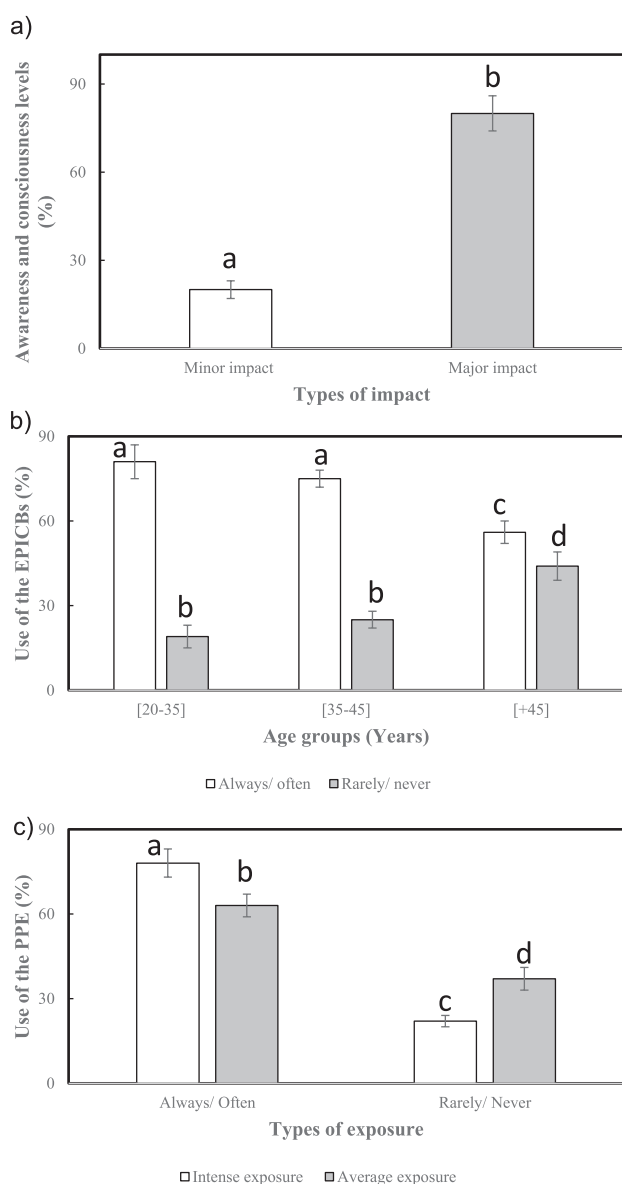 a)
Awareness and consciousness levels
(%)
90
60
30
0
a
b
Minor impact Major impact
Types of impact
b)
Use of the EPICBs (%)
90
60
30
0
a
b
a
b
c
d
[20-35] [35-45] [+45]
Age groups (Years)
Always/ often Rarely/ never
c)
Use of the PPE (%)
90
60
30
0
a
b
c
d
Always/ Often Rarely/ Never
Types of exposure
Intense exposure Average exposure